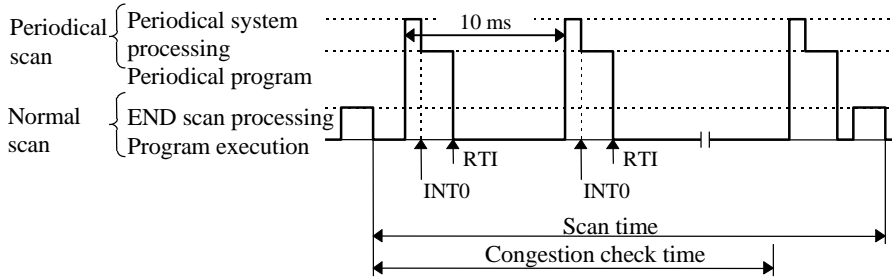 Periodical scan
Periodical system processing
Periodical program
10 ms
Normal scan
END scan processing
Program execution
RTI
RTI
INT0
INT0
Scan time
Congestion check time